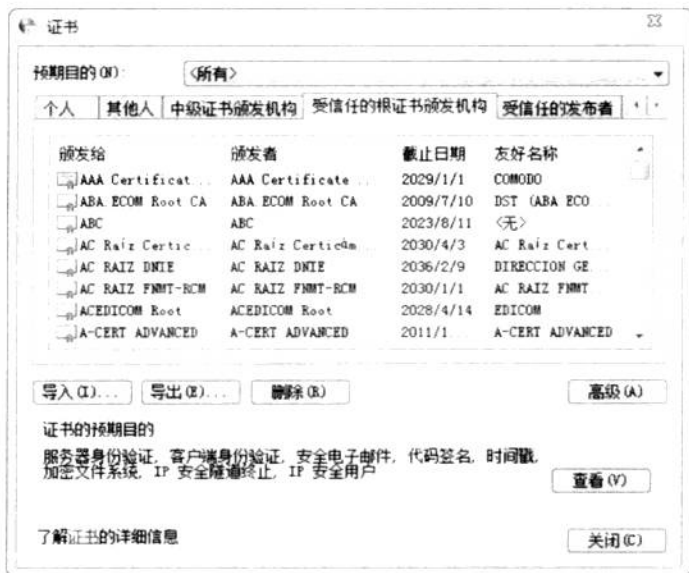 证书
预期目的(N): <所有>
个人 其他人 中级证书颁发机构 受信任的根证书颁发机构 受信任的发布者
颁发给 颁发者 截止日期 友好名称
AAA Certificat... AAA Certificate ... 2029/1/1 COMODO
ABA ECOM Root CA ABA ECOM Root CA 2009/7/10 DST (ABA ECO...
ABC ABC 2023/8/11 <无>
AC Raíz Certic... AC Raíz Certicám... 2030/4/3 AC Raíz Cert...
AC RAIZ DNIE AC RAIZ DNIE 2036/2/9 DIRECCION GE...
AC RAIZ FNMT-RCM AC RAIZ FNMT-RCM 2030/1/1 AC RAIZ FNMT...
ACEDICOM Root ACEDICOM Root 2028/4/14 EDICOM
A-CERT ADVANCED A-CERT ADVANCED 2011/1... A-CERT ADVANCED
导入(I)... 导出(E)... 删除(R) 高级(A)
证书的预期目的
服务器身份验证, 客户端身份验证, 安全电子邮件, 代码签名, 时间戳,
加密文件系统, IP 安全隧道终止, IP 安全用户
查看(V)
了解证书的详细信息
关闭(C)